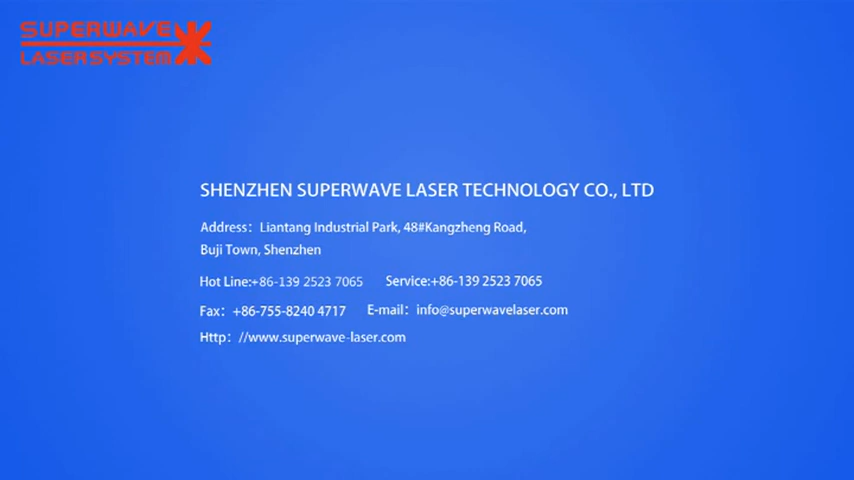 SUPERWAVE
LASER SYSTEM
SHENZHEN SUPERWAVE LASER TECHNOLOGY CO., LTD
Address：Liantang Industrial Park, 48#Kangzheng Road,
Buji Town, Shenzhen
Hot Line:+86-139 2523 7065 Service:+86-139 2523 7065
Fax：+86-755-8240 4717 E-mail：info@superwavelaser.com
Http：//www.superwave-laser.com